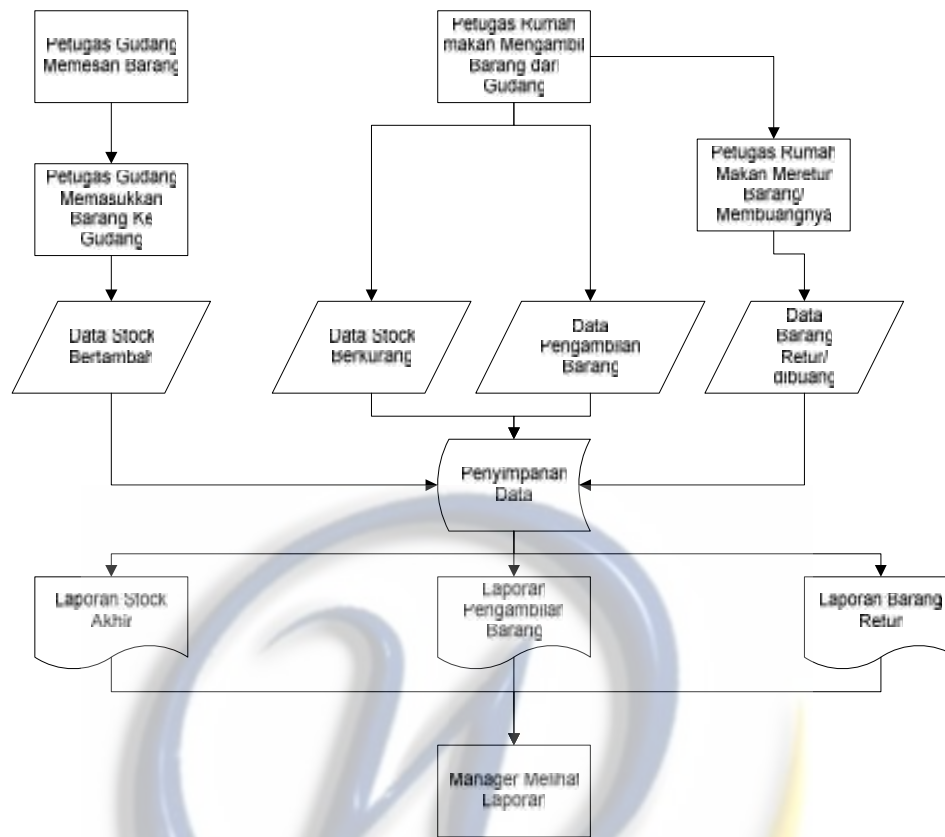 Petugas Gudang
Memesan Barang
Petugas Rumah
makan Mengambil
Barang dari
Gudang
Petugas Gudang
Memasukkan
Barang Ke
Gudang
Petugas Rumah
Makan Meretur
Barang/
Membuangnya
Data Stock
Bertambah
Data Stock
Berkurang
Data
Pengambilan
Barang
Data
Barang
Retur/
dibuang
Penyimpanan
Data
Laporan Stock
Akhir
Laporan
Pengambilan
Barang
Laporan Barang
Retur
Manager Melihat
Laporan